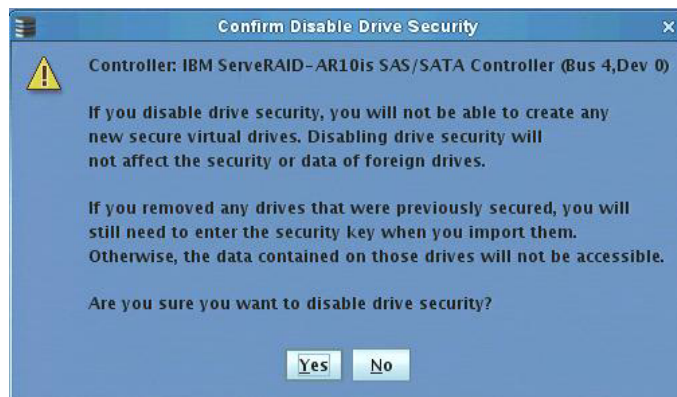 Confirm Disable Drive Security
Controller: IBM ServeRAID-AR10is SAS/SATA Controller (Bus 4,Dev 0)
If you disable drive security, you will not be able to create any
new secure virtual drives. Disabling drive security will
not affect the security or data of foreign drives.
If you removed any drives that were previously secured, you will
still need to enter the security key when you import them.
Otherwise, the data contained on those drives will not be accessible.
Are you sure you want to disable drive security?
Yes No